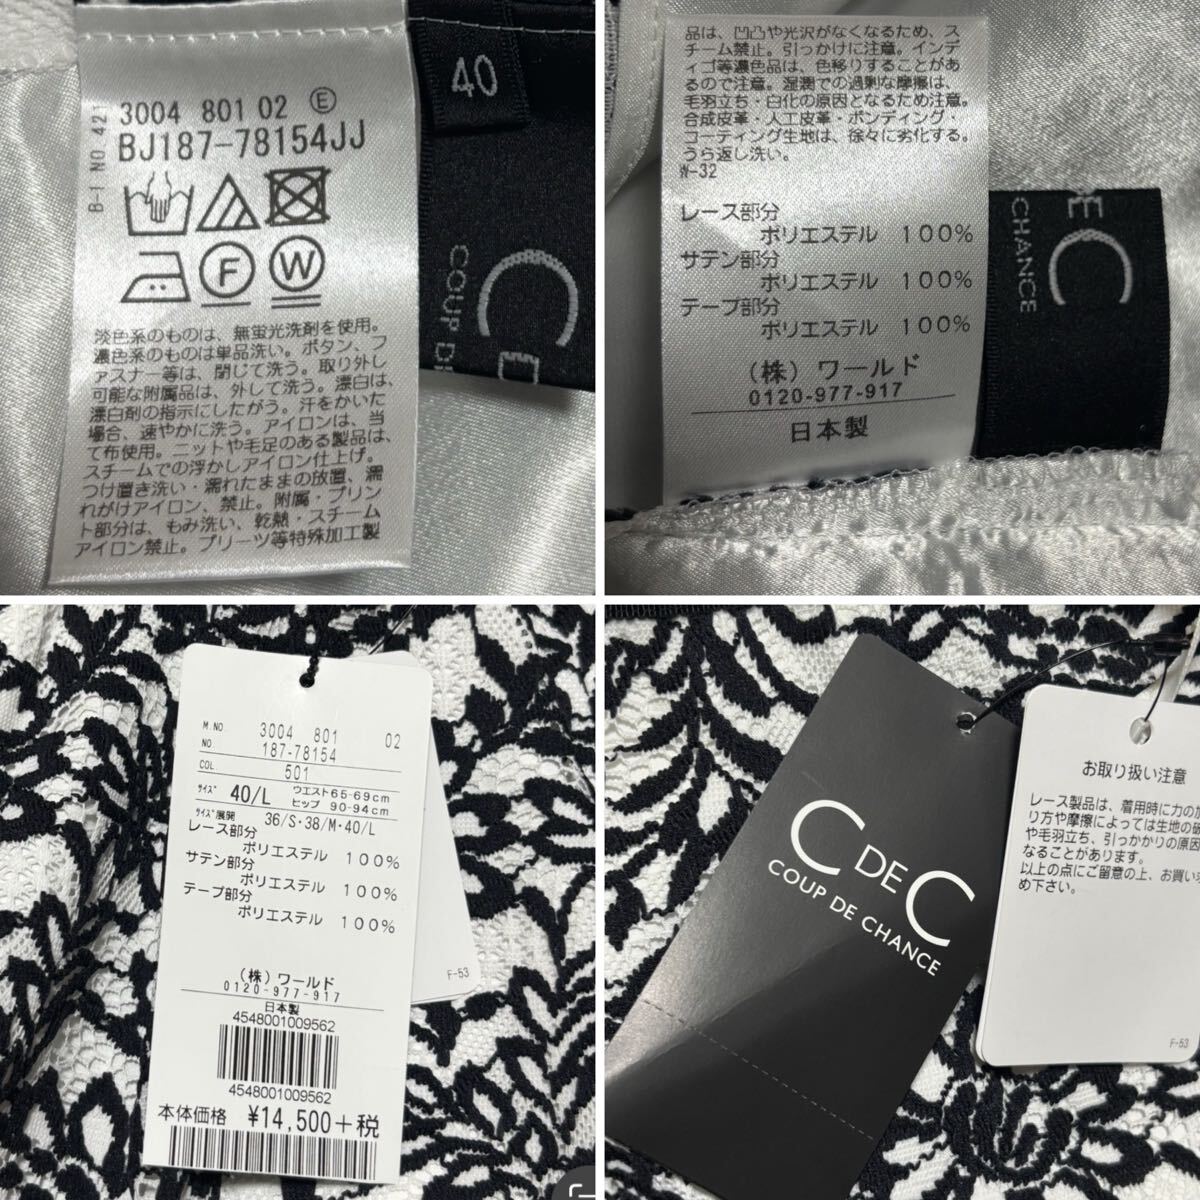 B-I NO.421
3004 801 02 Ⓔ
BJ187-78154JJ
F W
淡色系のものは、無蛍光洗剤を使用。
濃色系のものは単品洗い。ボタン、フ
ァスナー等は、閉じて洗う。取り外し
可能な附属品は、外して洗う。漂白は、
漂白剤の指示にしたがう。汗をかいた
場合、速やかに洗う。アイロンは、当
て布使用。ニットや毛足のある製品は、
スチームでの浮かしアイロン仕上げ。
つけ置き洗い・濡れたままの放置、濡
れがけアイロン、禁止。附属・プリン
ト部分は、もみ洗い、乾熱・スチーム
アイロン禁止。プリーツ等特殊加工製
40
C
COUP
品は、凹凸や光沢がなくなるため、ス
チーム禁止。引っかけに注意。インデ
ィゴ等濃色品は、色移りすることがあ
るので注意。湿潤での過剰な摩擦は、
毛羽立ち・白化の原因となるため注意。
合成皮革・人工皮革・ボンディング・
コーティング生地は、徐々に劣化する。
うら返し洗い。
W-32
レース部分
ポリエステル 100%
サテン部分
ポリエステル 100%
テープ部分
ポリエステル 100%
(株)ワールド
0120-977-917
日本製
EC
CHANCE
M.NO. 3004 801 02
NO. 187-78154
COL. 501
サイズ 40/L ウエスト65-69cm
ヒップ 90-94cm
サイズ展開 36/S・38/M・40/L
レース部分
ポリエステル 100%
サテン部分
ポリエステル 100%
テープ部分
ポリエステル 100%
(株)ワールド
0120-977-917
日本製
4548001009562
4548001009562
本体価格 ¥14,500+税
F-53
C DE C
COUP DE CHANCE
お取り扱い注意
レース製品は、着用時に力の加
り方や摩擦によっては生地の破
や毛羽立ち、引っかかりの原因
なることがあります。
以上の点にご留意の上、お買い求
め下さい。
F-53